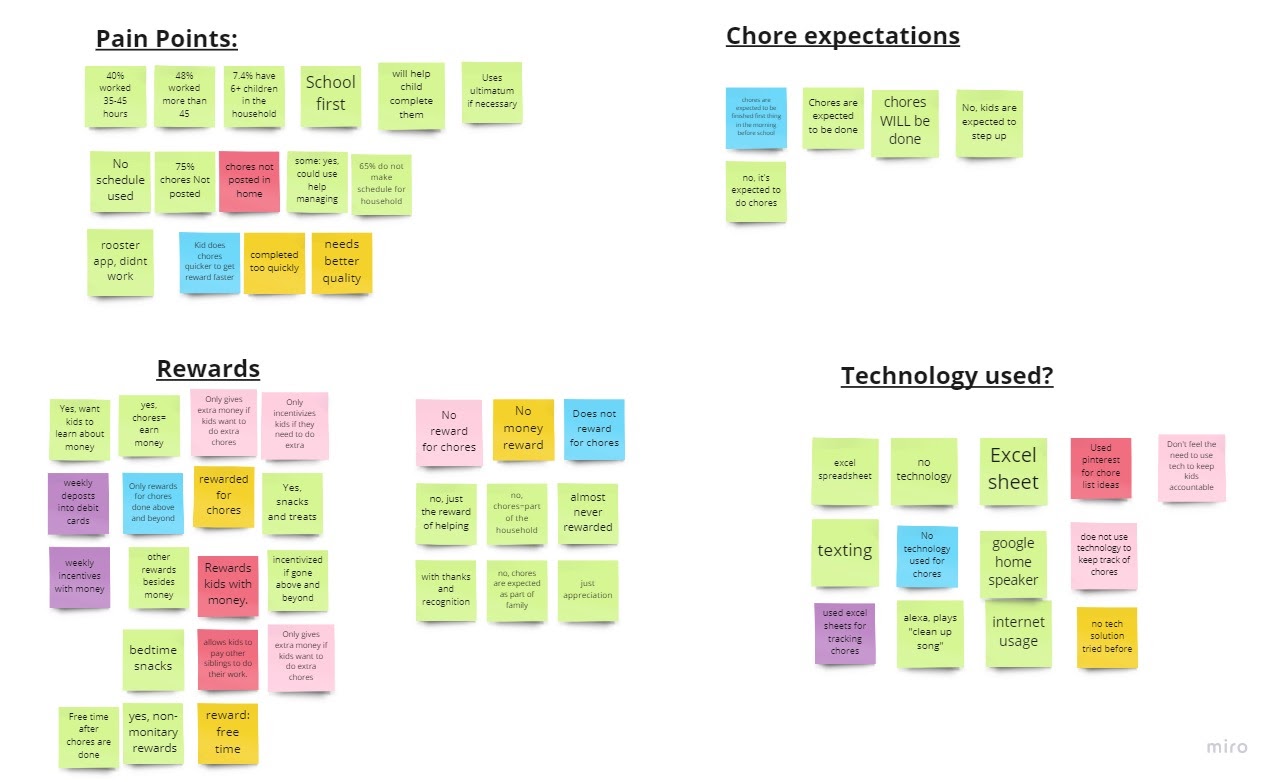 Pain Points:
40%
worked
35-45
hours
48%
worked
more than
45
7.4% have
6+ children
in the
household
School
first
will help
child
complete
them
Uses
ultimatum
if necessary
No
schedule
used
75%
chores Not
posted
chores not
posted in
home
some: yes,
could use
help
managing
65% do not
make
schedule for
household
rooster
app, didnt
work
Kid does
chores
quicker to get
reward faster
completed
too quickly
needs
better
quality
Chore expectations
chores are
expected to be
finished first thing
in the morning
before school
Chores are
expected
to be done
chores
WILL be
done
No, kids are
expected to
step up
no, it's
expected to
do chores
Rewards
Yes, want
kids to
learn about
money
yes,
chores=
earn
money
Only gives
extra money if
kids want to
do extra
chores
Only
incentivizes
kids if they
need to do
extra
weekly
deposts
into debit
cards
Only rewards
for chores
done above
and beyond
rewarded
for
chores
Yes,
snacks
and treats
weekly
incentives
with money
other
rewards
besides
money
Rewards
kids with
money.
incentivized
if gone
above and
beyond
bedtime
snacks
allows kids to
pay other
siblings to do
their work.
Only gives
extra money if
kids want to
do extra
chores
Free time
after
chores are
done
yes, non-
monitary
rewards
reward:
free
time
No
reward
for chores
No
money
reward
Does not
reward
for chores
no, just
the reward
of helping
no,
chores=part
of the
household
almost
never
rewarded
with thanks
and
recognition
no, chores
are expected
as part of
family
just
appreciation
Technology used?
excel
spreadsheet
no
technology
Excel
sheet
Used
pinterest
for chore
list ideas
Don't feel the
need to use
tech to keep
kids
accountable
texting
No
technology
used for
chores
google
home
speaker
doe not use
technology to
keep track of
chores
used excel
sheets for
tracking
chores
alexa, plays
"clean up
song"
internet
usage
no tech
solution
tried before
miro